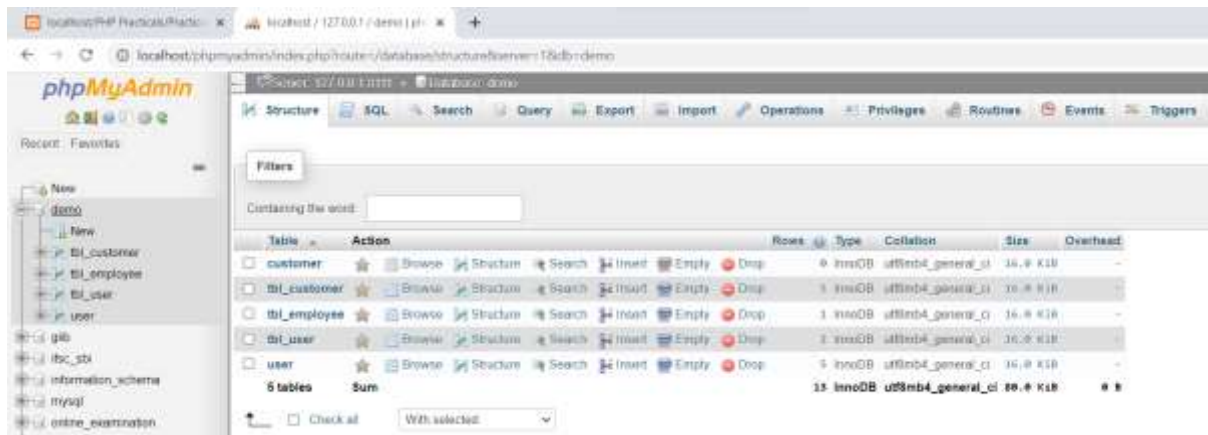 localhost / 127.0.0.1 / demo | ph
localhost/phpmyadmin/index.php?route=/database/structure&server=1&db=demo
phpMyAdmin
Recent Favorites
New
demo
New
tbl_customer
tbl_employee
tbl_user
user
ifsc_sbi
information_schema
mysql
online_examination
Database: demo
Structure SQL Search Query Export Import Operations Privileges Routines Events Triggers
Filters
Containing the word:
Table Action Rows Type Collation Size Overhead
customer Browse Structure Search Insert Empty Drop 0 InnoDB utf8mb4_general_ci 16.0 KiB -
tbl_customer Browse Structure Search Insert Empty Drop InnoDB utf8mb4_general_ci 16.0 KiB -
tbl_employee Browse Structure Search Insert Empty Drop InnoDB utf8mb4_general_ci 16.0 KiB -
tbl_user Browse Structure Search Insert Empty Drop InnoDB utf8mb4_general_ci 16.0 KiB -
user Browse Structure Search Insert Empty Drop 5 InnoDB utf8mb4_general_ci 16.0 KiB -
tables Sum 13 InnoDB utf8mb4_general_ci 80.0 KiB 0 B
Check all With selected: